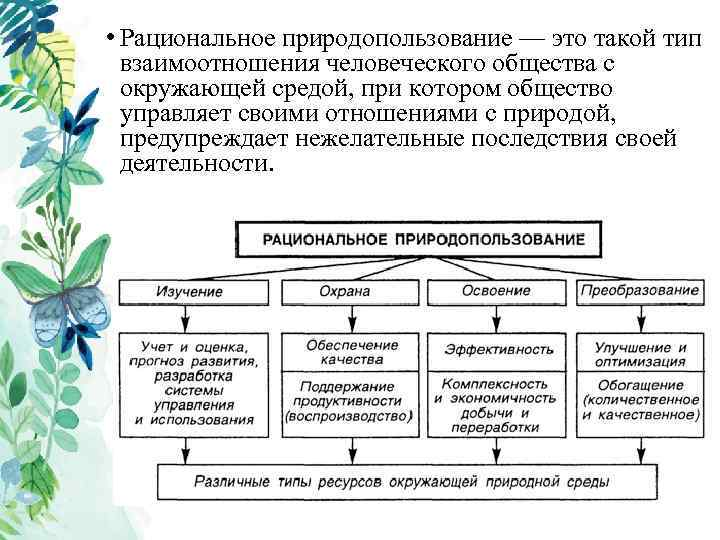 • Рациональное природопользование — это такой тип
взаимоотношения человеческого общества с
окружающей средой, при котором общество
управляет своими отношениями с природой,
предупреждает нежелательные последствия своей
деятельности.
РАЦИОНАЛЬНОЕ ПРИРОДОПОЛЬЗОВАНИЕ
Изучение
Охрана
Освоение
Преобразование
Учет и оценка,
прогноз развития,
разработка
системы
управления
и использования
Обеспечение
качества
Поддержание
продуктивности
(воспроизводство)
Эффективность
Комплексность
и экономичность
добычи и
переработки
Улучшение и
оптимизация
Обогащение
(количественное
и качественное)
Различные типы ресурсов окружающей природной среды